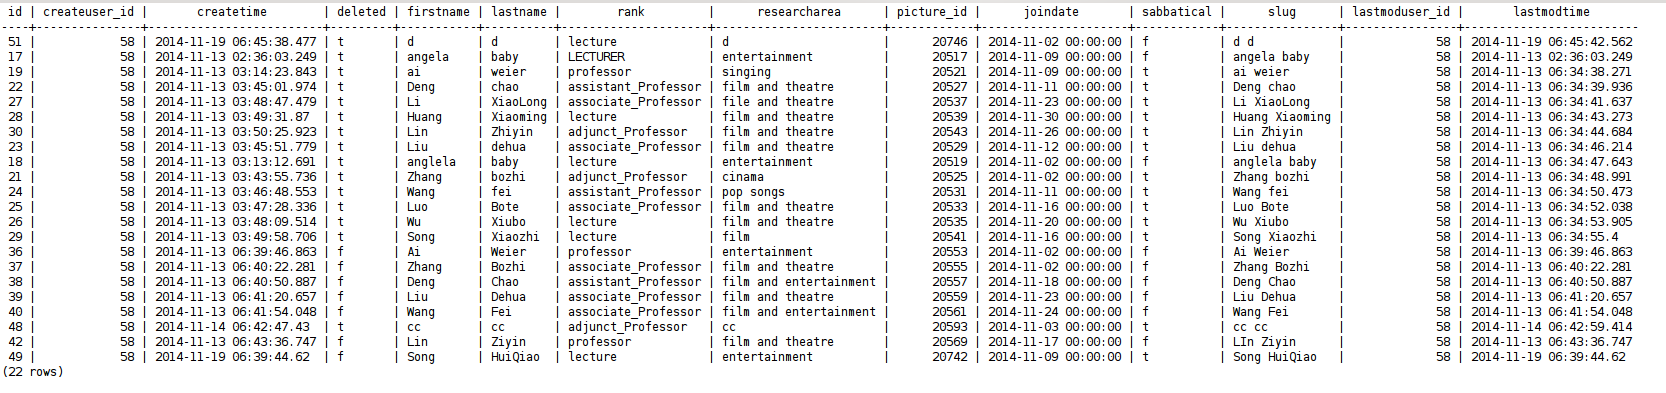 id | createuser_id | createtime | deleted | firstname | lastname | rank | researcharea | picture_id | joindate | sabbatical | slug | lastmoduser_id | lastmodtime
51 | 58 | 2014-11-19 06:45:38.477 | t | d | d | lecture | d | 20746 | 2014-11-02 00:00:00 | f | d d | 58 | 2014-11-19 06:45:42.562
17 | 58 | 2014-11-13 02:36:03.249 | t | angela | baby | LECTURER | entertainment | 20517 | 2014-11-09 00:00:00 | f | angela baby | 58 | 2014-11-13 02:36:03.249
19 | 58 | 2014-11-13 03:14:23.843 | t | ai | weier | professor | singing | 20521 | 2014-11-09 00:00:00 | t | ai weier | 58 | 2014-11-13 06:34:38.271
22 | 58 | 2014-11-13 03:45:01.974 | t | Deng | chao | assistant_Professor | film and theatre | 20527 | 2014-11-11 00:00:00 | t | Deng chao | 58 | 2014-11-13 06:34:39.936
27 | 58 | 2014-11-13 03:48:47.479 | t | Li | XiaoLong | associate_Professor | file and theatre | 20537 | 2014-11-23 00:00:00 | t | Li XiaoLong | 58 | 2014-11-13 06:34:41.637
28 | 58 | 2014-11-13 03:49:31.87 | t | Huang | Xiaoming | lecture | film and theatre | 20539 | 2014-11-30 00:00:00 | t | Huang Xiaoming | 58 | 2014-11-13 06:34:43.273
30 | 58 | 2014-11-13 03:50:25.923 | t | Lin | Zhiyin | adjunct_Professor | film and theatre | 20543 | 2014-11-26 00:00:00 | t | Lin Zhiyin | 58 | 2014-11-13 06:34:44.684
23 | 58 | 2014-11-13 03:45:51.779 | t | Liu | dehua | associate_Professor | film and theatre | 20529 | 2014-11-12 00:00:00 | t | Liu dehua | 58 | 2014-11-13 06:34:46.214
18 | 58 | 2014-11-13 03:13:12.691 | t | anglela | baby | lecture | entertainment | 20519 | 2014-11-02 00:00:00 | f | anglela baby | 58 | 2014-11-13 06:34:47.643
21 | 58 | 2014-11-13 03:43:55.736 | t | Zhang | bozhi | adjunct_Professor | cinama | 20525 | 2014-11-02 00:00:00 | t | Zhang bozhi | 58 | 2014-11-13 06:34:48.991
24 | 58 | 2014-11-13 03:46:48.553 | t | Wang | fei | assistant_Professor | pop songs | 20531 | 2014-11-11 00:00:00 | t | Wang fei | 58 | 2014-11-13 06:34:50.473
25 | 58 | 2014-11-13 03:47:28.336 | t | Luo | Bote | associate_Professor | film and theatre | 20533 | 2014-11-16 00:00:00 | t | Luo Bote | 58 | 2014-11-13 06:34:52.038
26 | 58 | 2014-11-13 03:48:09.514 | t | Wu | Xiubo | lecture | film and theatre | 20535 | 2014-11-20 00:00:00 | t | Wu Xiubo | 58 | 2014-11-13 06:34:53.905
29 | 58 | 2014-11-13 03:49:58.706 | t | Song | Xiaozhi | lecture | film | 20541 | 2014-11-16 00:00:00 | t | Song Xiaozhi | 58 | 2014-11-13 06:34:55.4
36 | 58 | 2014-11-13 06:39:46.863 | f | Ai | Weier | professor | entertainment | 20553 | 2014-11-02 00:00:00 | f | Ai Weier | 58 | 2014-11-13 06:39:46.863
37 | 58 | 2014-11-13 06:40:22.281 | f | Zhang | Bozhi | associate_Professor | film and theatre | 20555 | 2014-11-02 00:00:00 | f | Zhang Bozhi | 58 | 2014-11-13 06:40:22.281
38 | 58 | 2014-11-13 06:40:50.887 | f | Deng | Chao | assistant_Professor | film and entertainment | 20557 | 2014-11-18 00:00:00 | f | Deng Chao | 58 | 2014-11-13 06:40:50.887
39 | 58 | 2014-11-13 06:41:20.657 | f | Liu | Dehua | associate_Professor | film and theatre | 20559 | 2014-11-23 00:00:00 | f | Liu Dehua | 58 | 2014-11-13 06:41:20.657
40 | 58 | 2014-11-13 06:41:54.048 | f | Wang | Fei | associate_Professor | film and entertainment | 20561 | 2014-11-24 00:00:00 | f | Wang Fei | 58 | 2014-11-13 06:41:54.048
48 | 58 | 2014-11-14 06:42:47.43 | t | cc | cc | adjunct_Professor | cc | 20593 | 2014-11-03 00:00:00 | t | cc cc | 58 | 2014-11-14 06:42:59.414
42 | 58 | 2014-11-13 06:43:36.747 | f | Lin | Ziyin | professor | film and theatre | 20569 | 2014-11-17 00:00:00 | f | LIn Ziyin | 58 | 2014-11-13 06:43:36.747
49 | 58 | 2014-11-19 06:39:44.62 | f | Song | HuiQiao | lecture | entertainment | 20742 | 2014-11-09 00:00:00 | t | Song HuiQiao | 58 | 2014-11-19 06:39:44.62
(22 rows)